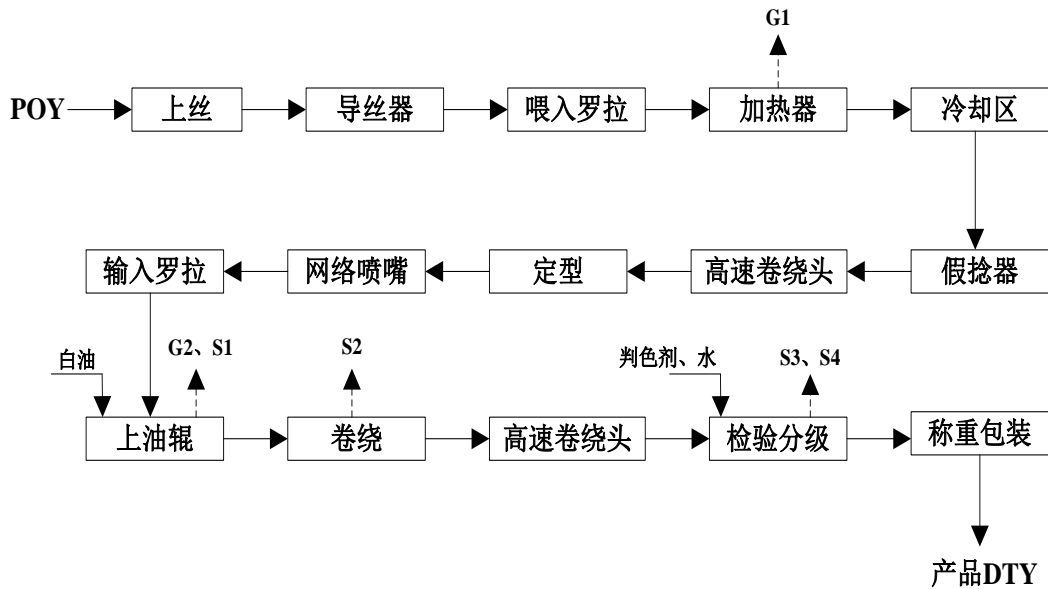 G1
POY 上丝 导丝器 喂入罗拉 加热器 冷却区
输入罗拉 网络喷嘴 定型 高速卷绕头 假捻器
白油 G2、S1 S2 判色剂、水 S3、S4
上油辊 卷绕 高速卷绕头 检验分级 称重包装
产品DTY